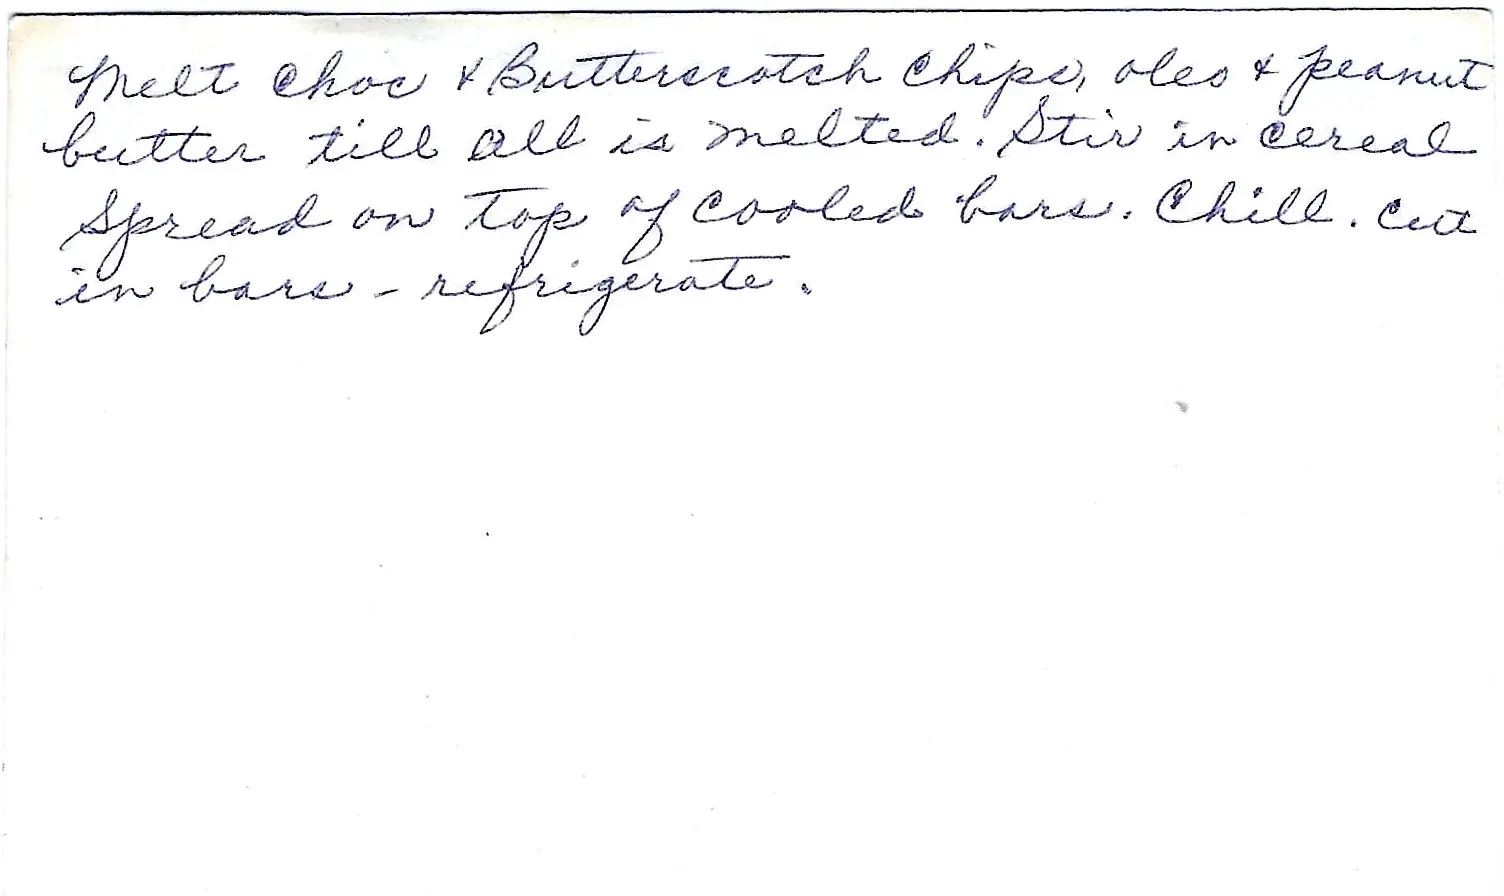 Melt Choc & Butterscotch Chips, oleo & peanut
butter till all is melted. Stir in cereal
Spread on top of cooled bars. Chill. Cut
in bars - refrigerate.